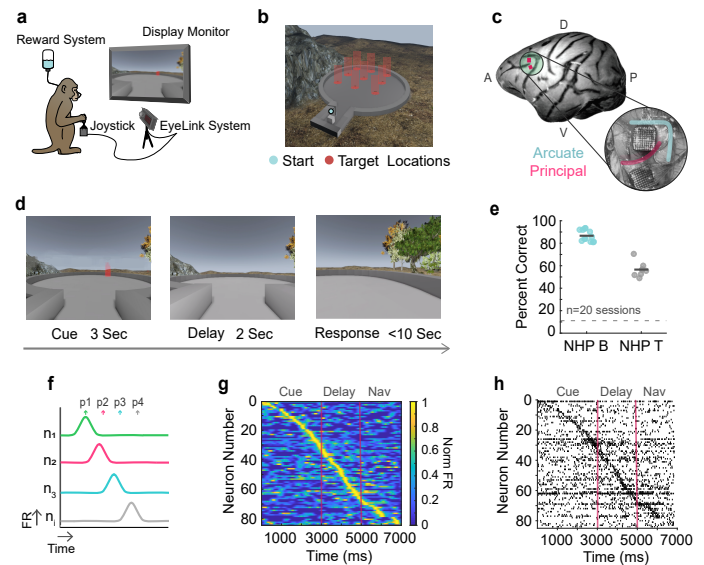 a
Reward System
Display Monitor
Joystick
EyeLink System
b
Start
Target Locations
c
D
A
P
V
Arcuate
Principal
d
Cue 3 Sec
Delay 2 Sec
Response <10 Sec
e
Percent Correct
100
80
60
40
20
0
n=20 sessions
NHP B
NHP T
f
p1 p2 p3 p4
n₁
n₂
n₃
nᵢ
FR
Time
g
Cue Delay Nav
Neuron Number
0
20
40
60
80
1000 3000 5000 7000
Time (ms)
1
0.8
0.6
0.4
0.2
0
Norm FR
h
Cue Delay Nav
Neuron Number
0
20
40
60
80
1000 3000 5000 7000
Time (ms)